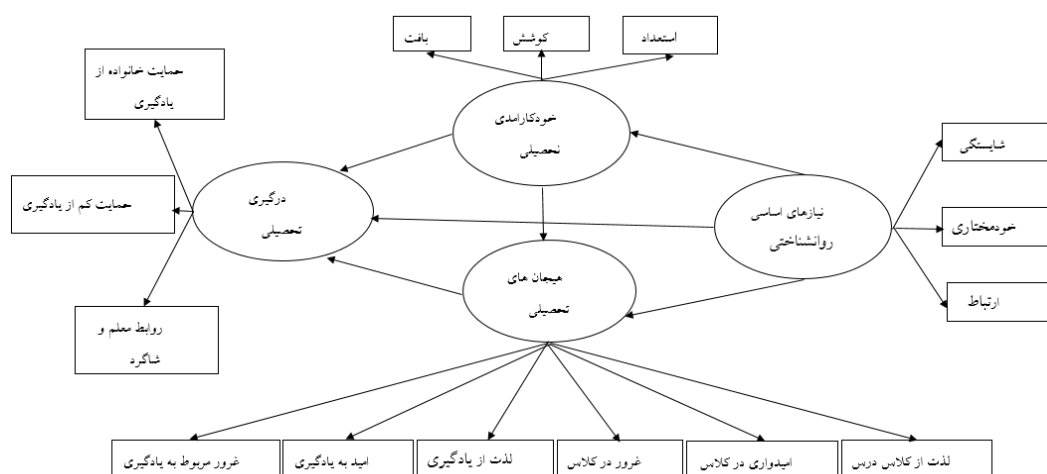 استعداد
کوشش
بافت
حمایت خانواده از
یادگیری
خودکارامدی
تحصیلی
شایستگی
درگیری
تحصیلی
نیازهای اساسی
روانشناختی
حمایت کم از یادگیری
خودمختاری
هیجان های
تحصیلی
ارتباط
روابط معلم و
شاگرد
لذت از کلاس درس
امیدواری در کلاس
غرور در کلاس
لذت از یادگیری
امید به یادگیری
غرور مربوط به یادگیری